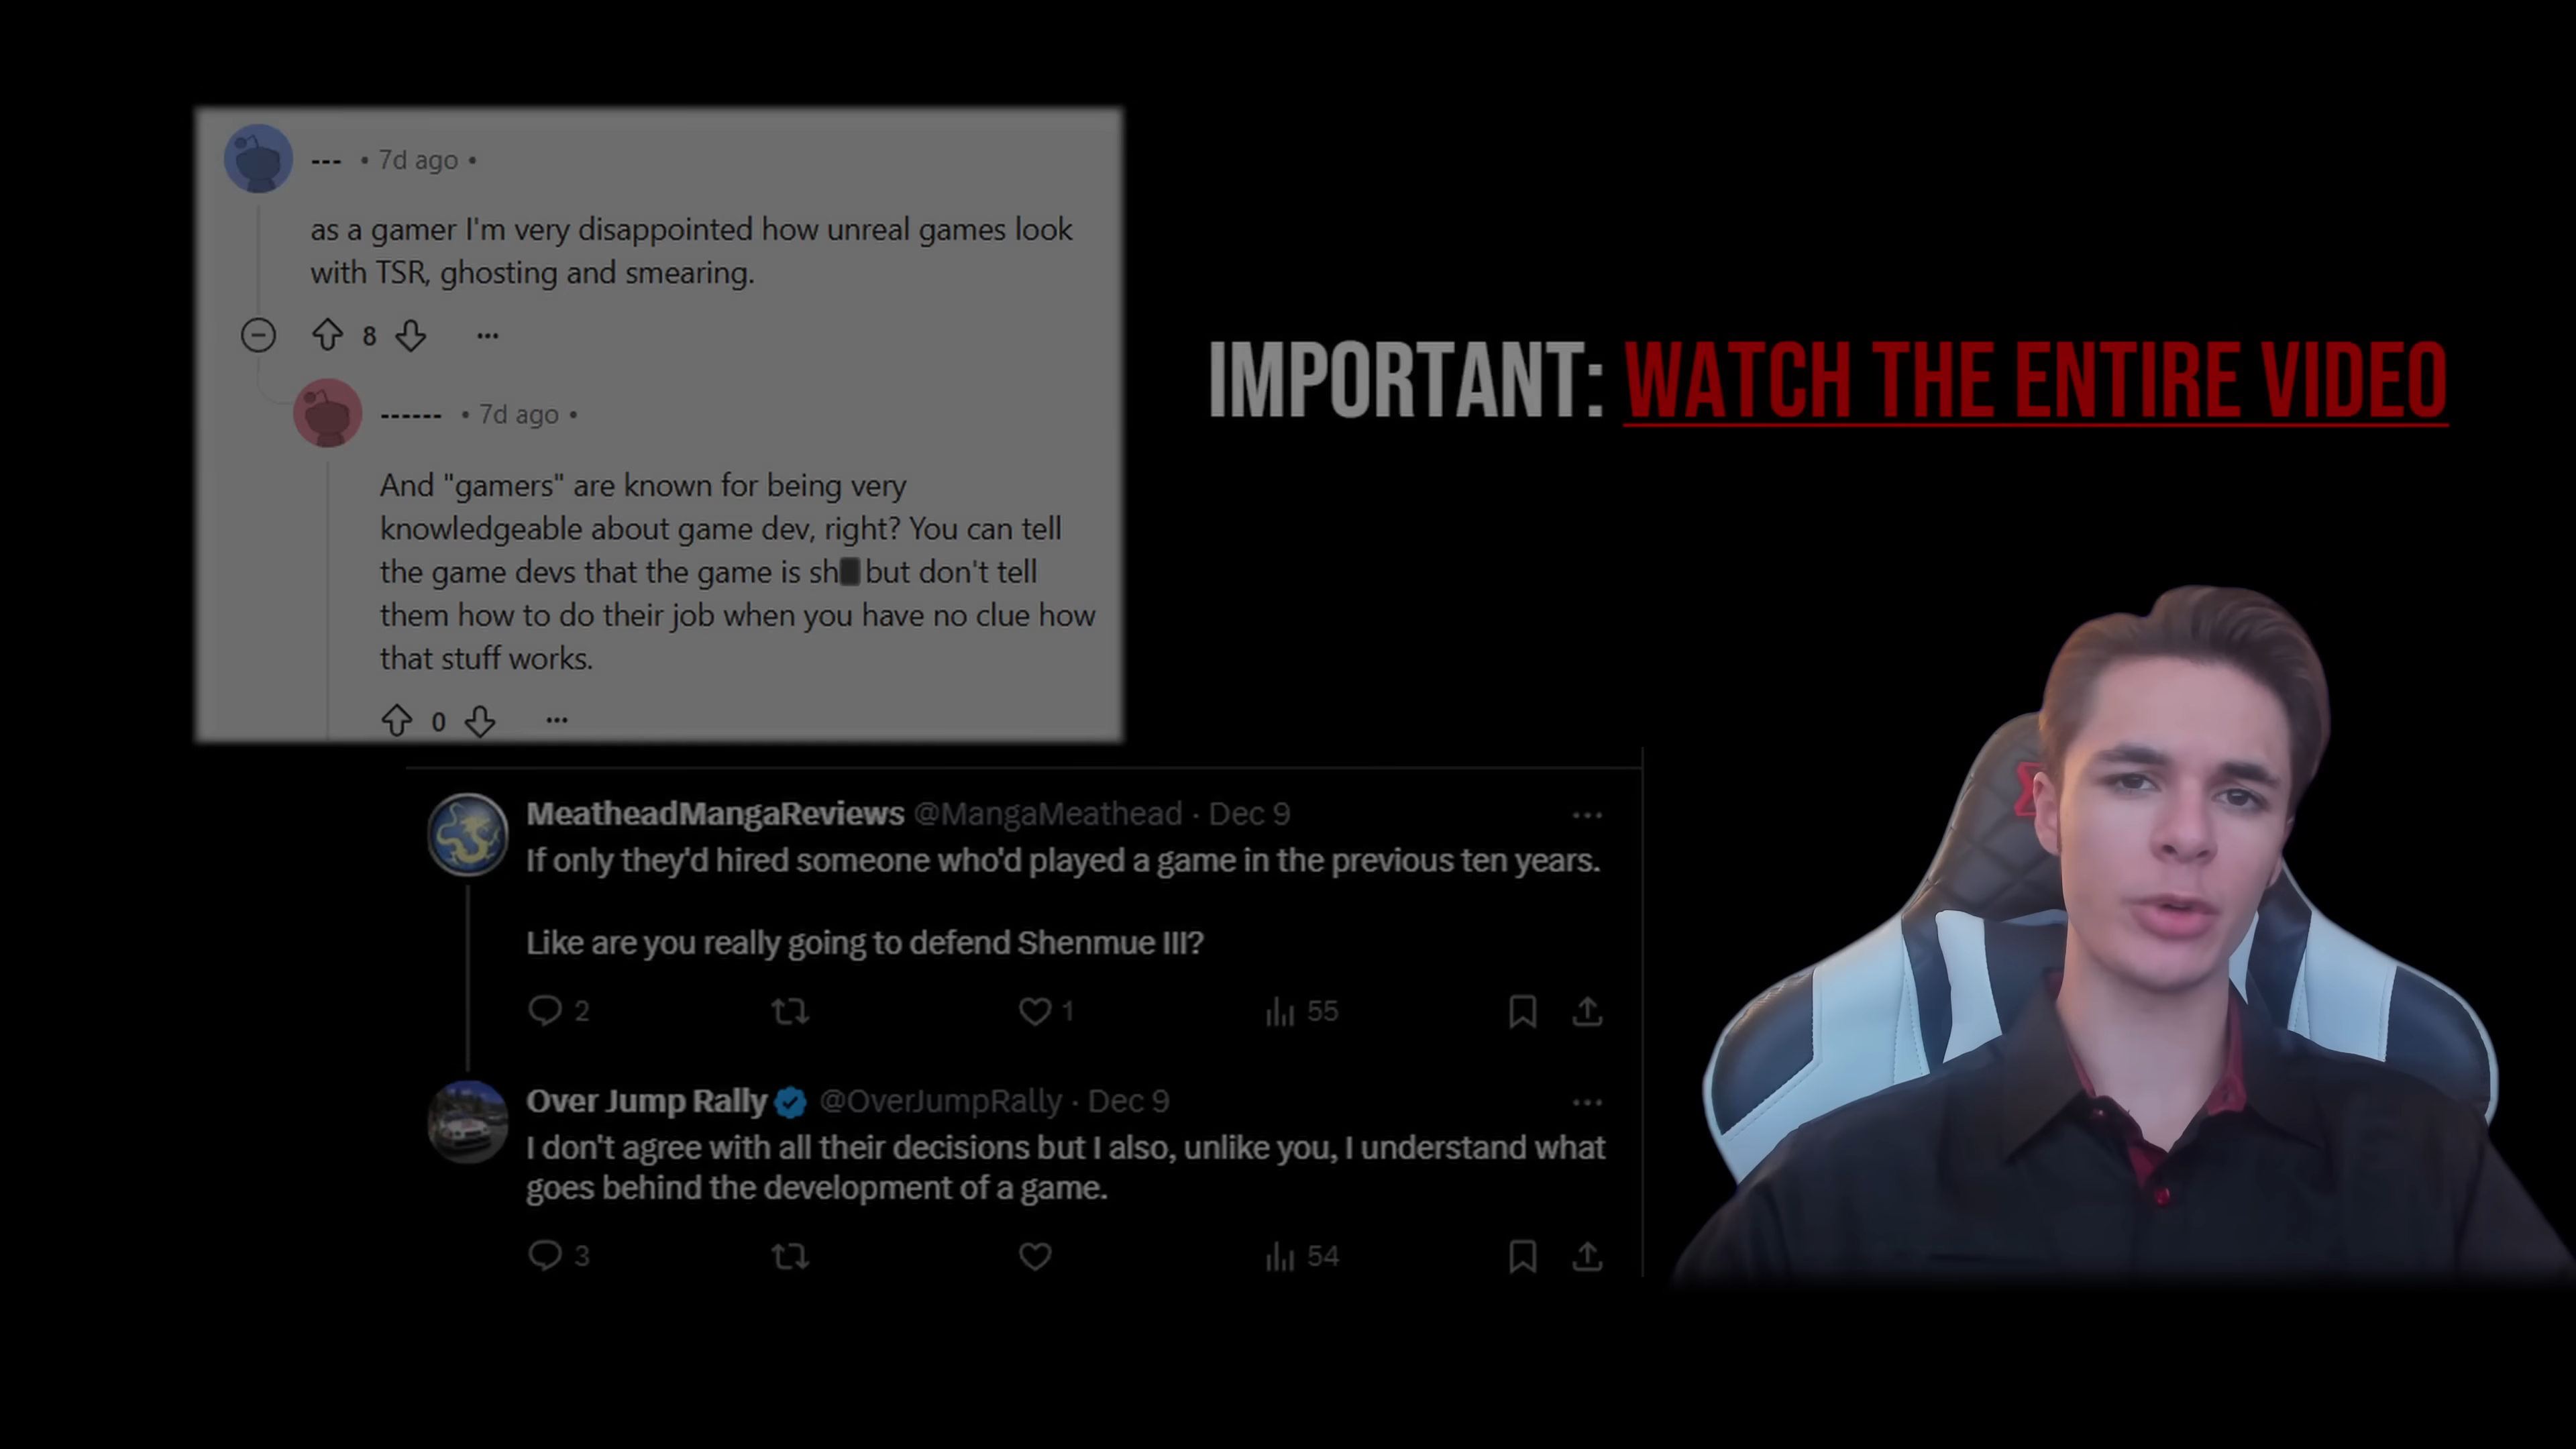 --- • 7d ago •
as a gamer I'm very disappointed how unreal games look
with TSR, ghosting and smearing.
8
------ • 7d ago •
And "gamers" are known for being very
knowledgeable about game dev, right? You can tell
the game devs that the game is sh but don't tell
them how to do their job when you have no clue how
that stuff works.
0
IMPORTANT: WATCH THE ENTIRE VIDEO
MeatheadMangaReviews @MangaMeathead · Dec 9
If only they'd hired someone who'd played a game in the previous ten years.
Like are you really going to defend Shenmue III?
2 1 55
Over Jump Rally @OverJumpRally · Dec 9
I don't agree with all their decisions but I also, unlike you, I understand what
goes behind the development of a game.
3 54